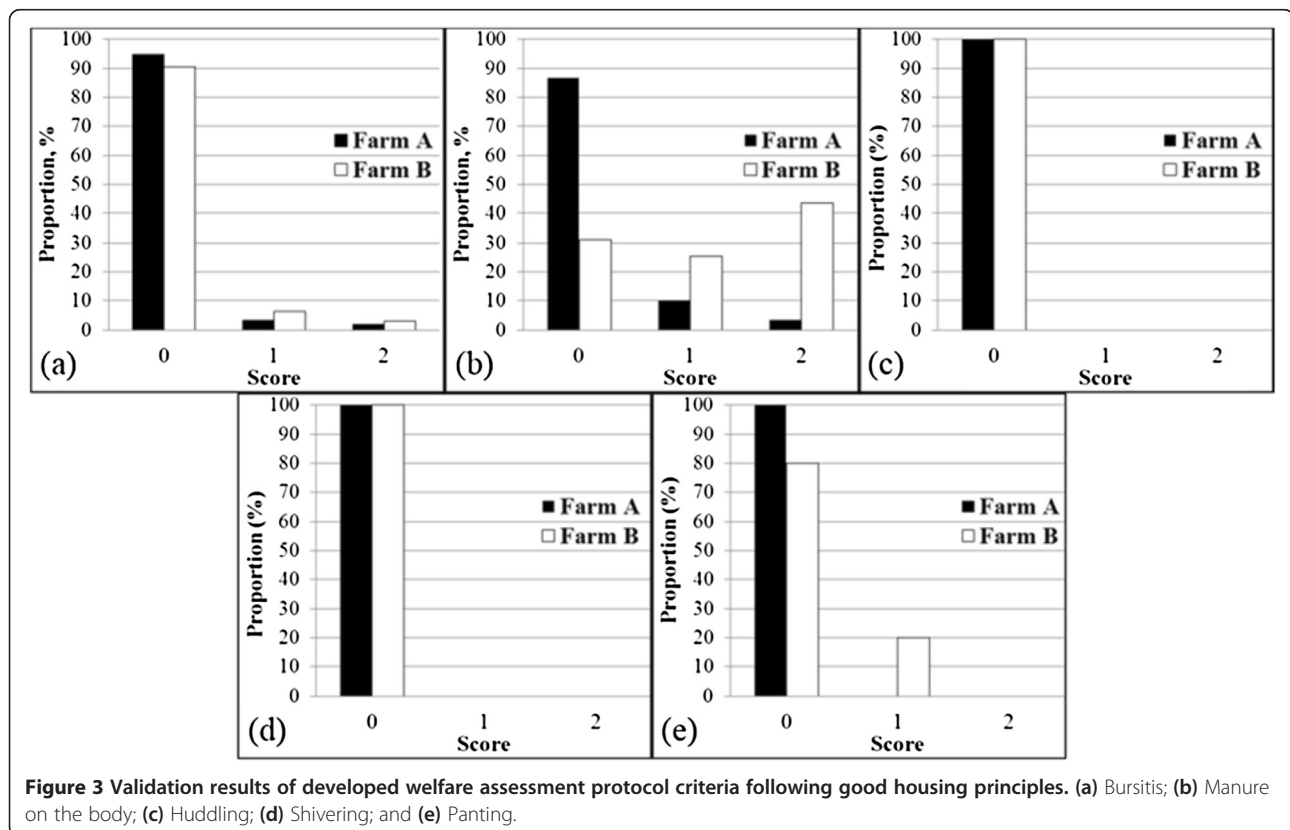 100
90
80
70
60
50
40
30
20
10
0
Proportion, %
Farm A
Farm B
0 1 2
Score
(a)
100
90
80
70
60
50
40
30
20
10
0
Proportion, %
Farm A
Farm B
0 1 2
Score
(b)
100
90
80
70
60
50
40
30
20
10
0
Proportion (%)
Farm A
Farm B
0 1 2
Score
(c)
100
90
80
70
60
50
40
30
20
10
0
Proportion (%)
Farm A
Farm B
0 1 2
Score
(d)
100
90
80
70
60
50
40
30
20
10
0
Proportion (%)
Farm A
Farm B
0 1 2
Score
(e)
Figure 3 Validation results of developed welfare assessment protocol criteria following good housing principles. (a) Bursitis; (b) Manure
on the body; (c) Huddling; (d) Shivering; and (e) Panting.